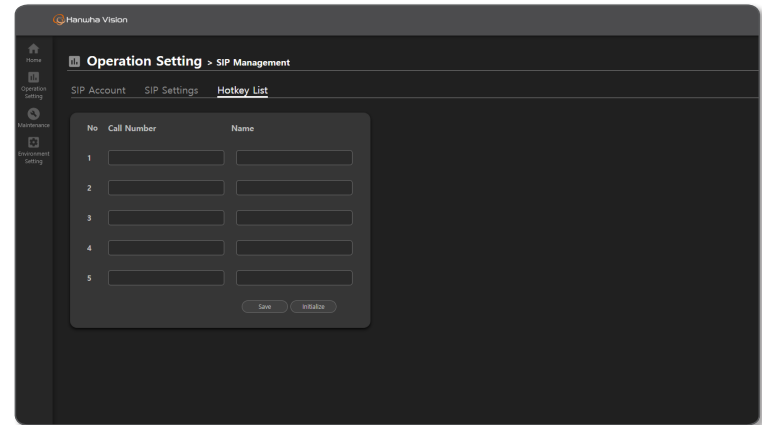 Hanwha Vision
Home
Operation Setting
Maintenance
Environment Setting
Operation Setting > SIP Management
SIP Account SIP Settings Hotkey List
No Call Number Name
1
2
3
4
5
Save Initialize